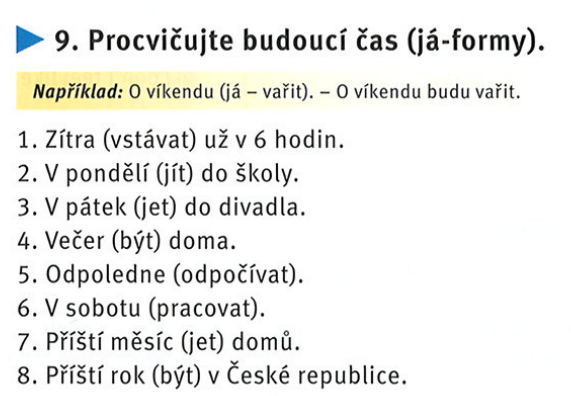 9. Procvičujte budoucí čas (já-formy).
Například: O víkendu (já – vařit). – O víkendu budu vařit.
1. Zítra (vstávat) už v 6 hodin.
2. V pondělí (jít) do školy.
3. V pátek (jet) do divadla.
4. Večer (být) doma.
5. Odpoledne (odpočívat).
6. V sobotu (pracovat).
7. Příští měsíc (jet) domů.
8. Příští rok (být) v České republice.